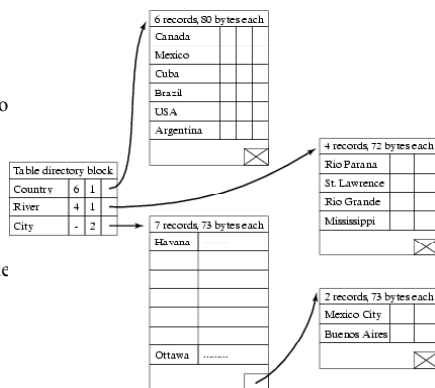 6 records, 80 bytes each
Canada
Mexico
Cuba
Brazil
USA
Argentina
o
4 records, 72 bytes each
Rio Parana
St. Lawrence
Rio Grande
Mississippi
Table directory block
Country 6 1
River 4 1
City - 2
7 records, 73 bytes each
Havana ........
Ottawa ........
e
2 records, 73 bytes each
Mexico City
Buenos Aires